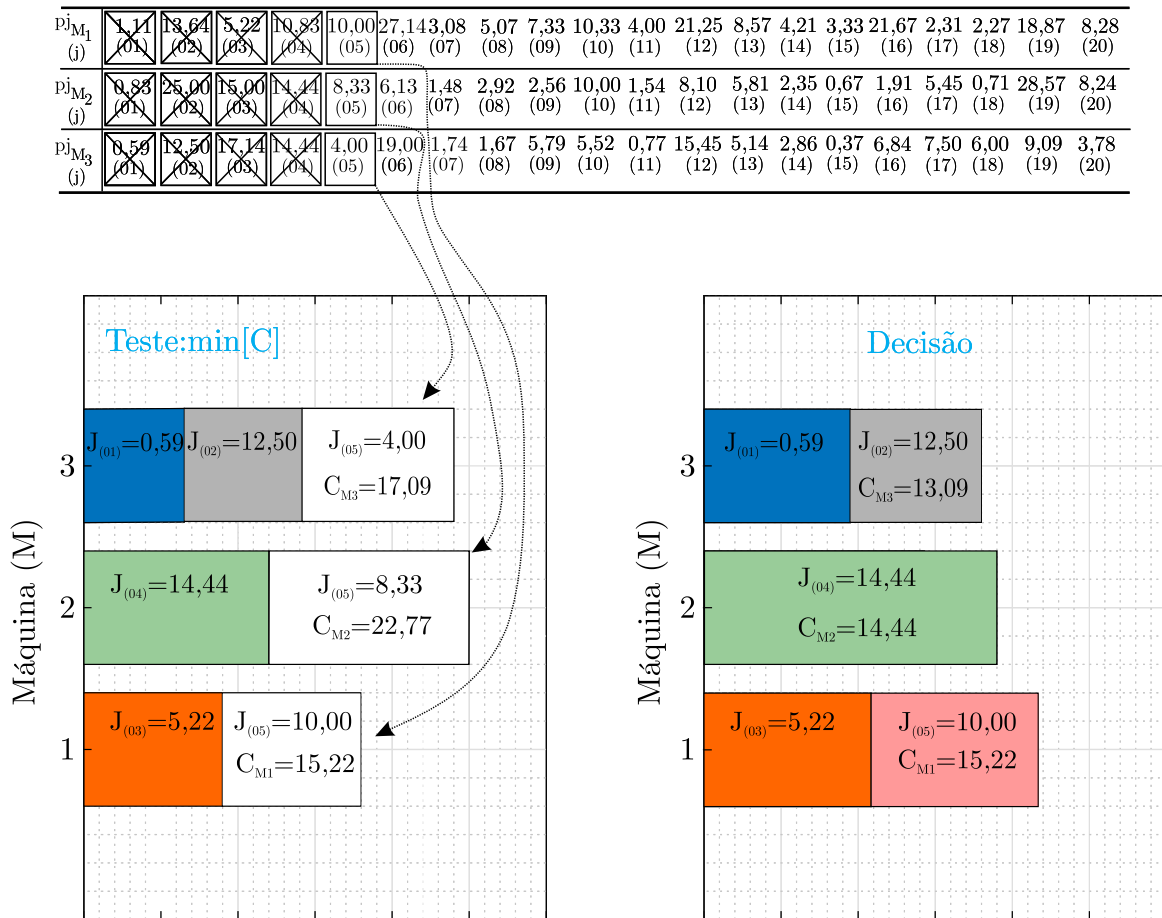 pjM1 1,11 13,64 5,22 10,83 10,00 27,14 3,08 5,07 7,33 10,33 4,00 21,25 8,57 4,21 3,33 21,67 2,31 2,27 18,87 8,28
(j) (01) (02) (03) (04) (05) (06) (07) (08) (09) (10) (11) (12) (13) (14) (15) (16) (17) (18) (19) (20)
pjM2 0,83 25,00 15,00 14,44 8,33 6,13 1,48 2,92 2,56 10,00 1,54 8,10 5,81 2,35 0,67 1,91 5,45 0,71 28,57 8,24
(j) (01) (02) (03) (04) (05) (06) (07) (08) (09) (10) (11) (12) (13) (14) (15) (16) (17) (18) (19) (20)
pjM3 0,59 12,50 17,14 14,44 4,00 19,00 1,74 1,67 5,79 5,52 0,77 15,45 5,14 2,86 0,37 6,84 7,50 6,00 9,09 3,78
(j) (01) (02) (03) (04) (05) (06) (07) (08) (09) (10) (11) (12) (13) (14) (15) (16) (17) (18) (19) (20)
Teste:min[C]
J(01)=0,59 J(02)=12,50 J(05)=4,00
CM3=17,09
3
J(04)=14,44 J(05)=8,33
CM2=22,77
2
J(03)=5,22 J(05)=10,00
CM1=15,22
1
Máquina (M)
Decisão
J(01)=0,59 J(02)=12,50
CM3=13,09
3
J(04)=14,44
CM2=14,44
2
J(03)=5,22 J(05)=10,00
CM1=15,22
1
Máquina (M)